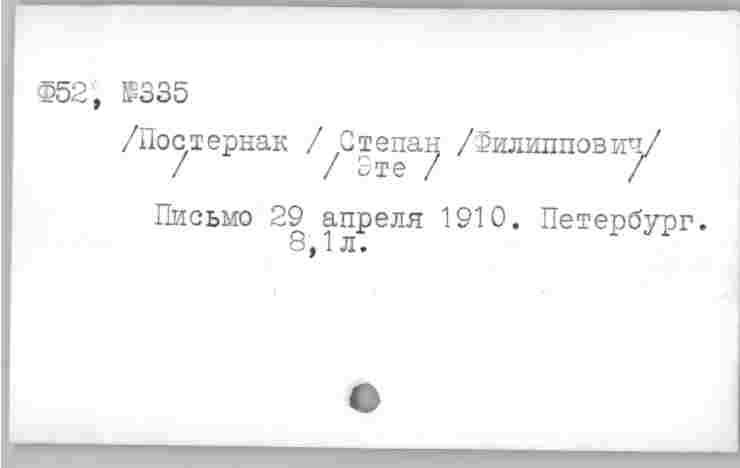 Ф52, №335
/Постернак / Степан /Филиппович/
/ / Эте / /
Письмо 29 апреля 1910. Петербург.
8,1л.